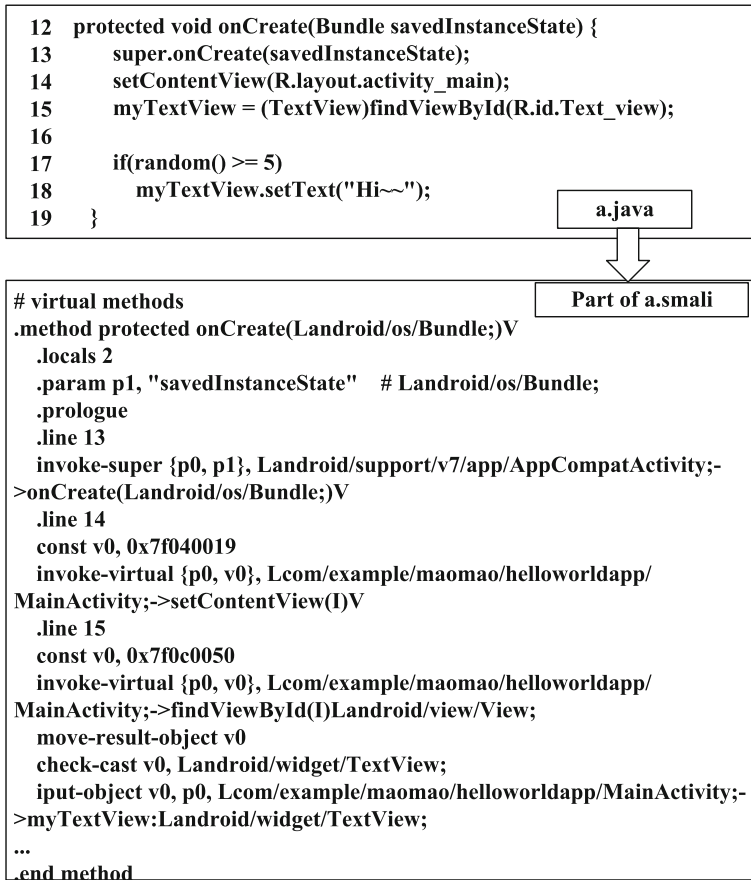 12 protected void onCreate(Bundle savedInstanceState) {
13 super.onCreate(savedInstanceState);
14 setContentView(R.layout.activity_main);
15 myTextView = (TextView)findViewById(R.id.Text_view);
16
17 if(random() >= 5)
18 myTextView.setText("Hi~~");
19 }
a.java
Part of a.smali
# virtual methods
.method protected onCreate(Landroid/os/Bundle;)V
.locals 2
.param p1, "savedInstanceState" # Landroid/os/Bundle;
.prologue
.line 13
invoke-super {p0, p1}, Landroid/support/v7/app/AppCompatActivity;-
>onCreate(Landroid/os/Bundle;)V
.line 14
const v0, 0x7f040019
invoke-virtual {p0, v0}, Lcom/example/maomao/helloworldapp/
MainActivity;->setContentView(I)V
.line 15
const v0, 0x7f0c0050
invoke-virtual {p0, v0}, Lcom/example/maomao/helloworldapp/
MainActivity;->findViewById(I)Landroid/view/View;
move-result-object v0
check-cast v0, Landroid/widget/TextView;
iput-object v0, p0, Lcom/example/maomao/helloworldapp/MainActivity;-
>myTextView:Landroid/widget/TextView;
...
.end method